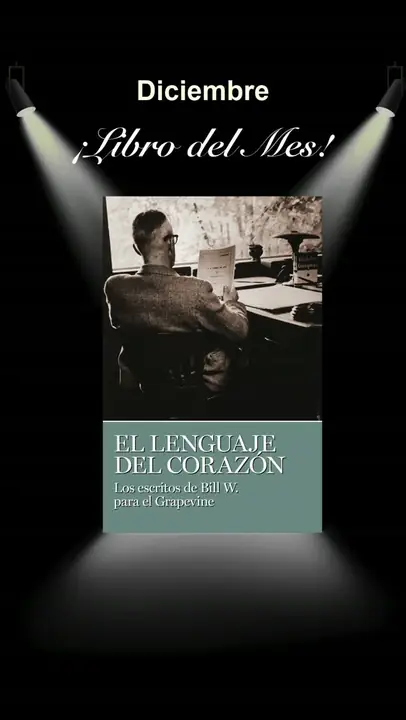 Diciembre
¡Libro del Mes!
EL LENGUAJE
DEL CORAZÓN
Los escritos de Bill W.
para el Grapevine